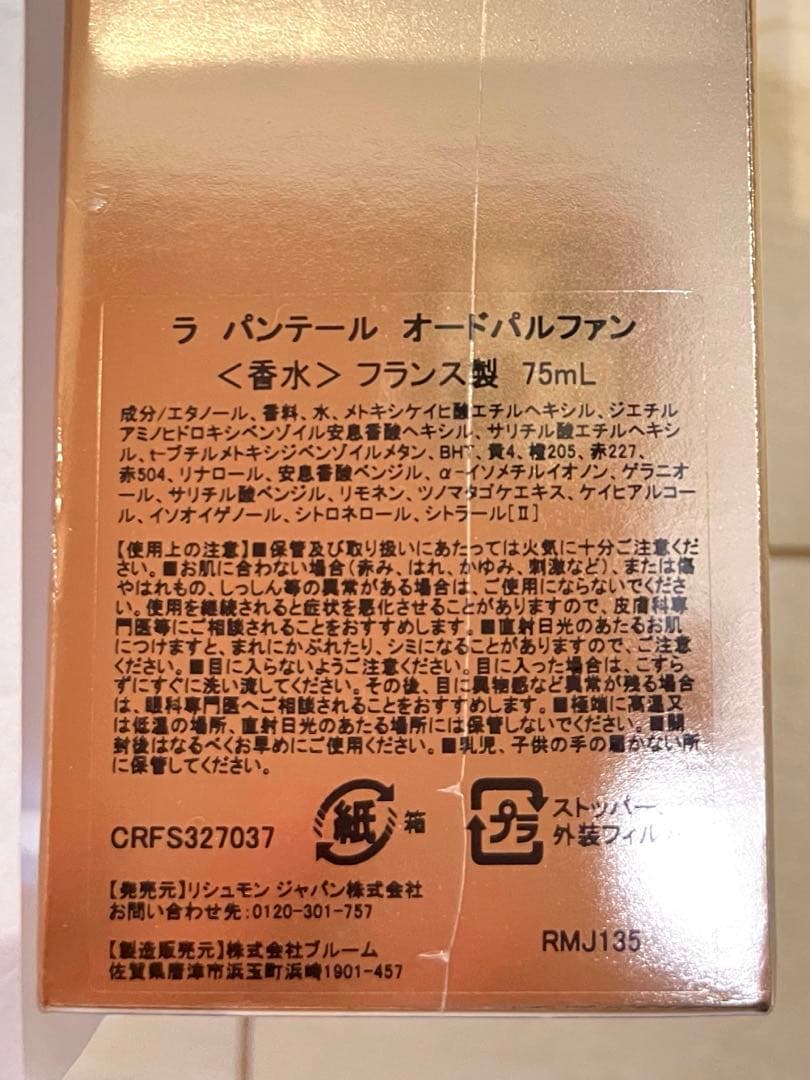 ラ パンテール オードパルファン
＜香水＞ フランス製 75mL
成分/エタノール、香料、水、メトキシケイヒ酸エチルヘキシル、ジエチル
アミノヒドロキシベンゾイル安息香酸ヘキシル、サリチル酸エチルヘキシ
ル、t-ブチルメトキシジベンゾイルメタン、BHT、黄4、橙205、赤227、
赤504、リナロール、安息香酸ベンジル、α-イソメチルイオノン、ゲラニオ
ール、サリチル酸ベンジル、リモネン、ツノマタゴケエキス、ケイヒアルコー
ル、イソオイゲノール、シトロネロール、シトラール[Ⅱ]
【使用上の注意】■保管及び取り扱いにあたっては火気に十分ご注意くだ
さい。■お肌に合わない場合(赤み、はれ、かゆみ、刺激など)、または傷
やはれもの、しっしん等の異常がある場合は、ご使用にならないでくださ
い。使用を継続されると症状を悪化させることがありますので、皮膚科専
門医等にご相談されることをおすすめします。■直射日光のあたるお肌
につけますと、まれにかぶれたり、シミになることがありますので、ご注意
ください。■目に入らないようご注意ください。目に入った場合は、こすら
ずにすぐに洗い流してください。その後、目に異物感など異常が残る場合
は、眼科専門医へご相談されることをおすすめします。■極端に高温又
は低温の場所、直射日光のあたる場所には保管しないでください。■開
封後はなるべくお早めにご使用ください。■乳児、子供の手の届かない所
に保管してください。
CRFS327037
紙 箱
プラ ストッパー、
外装フィル
【発売元】リシュモン ジャパン株式会社
お問い合わせ先:0120-301-757
RMJ135
【製造販売元】株式会社ブルーム
佐賀県唐津市浜玉町浜崎1901-457